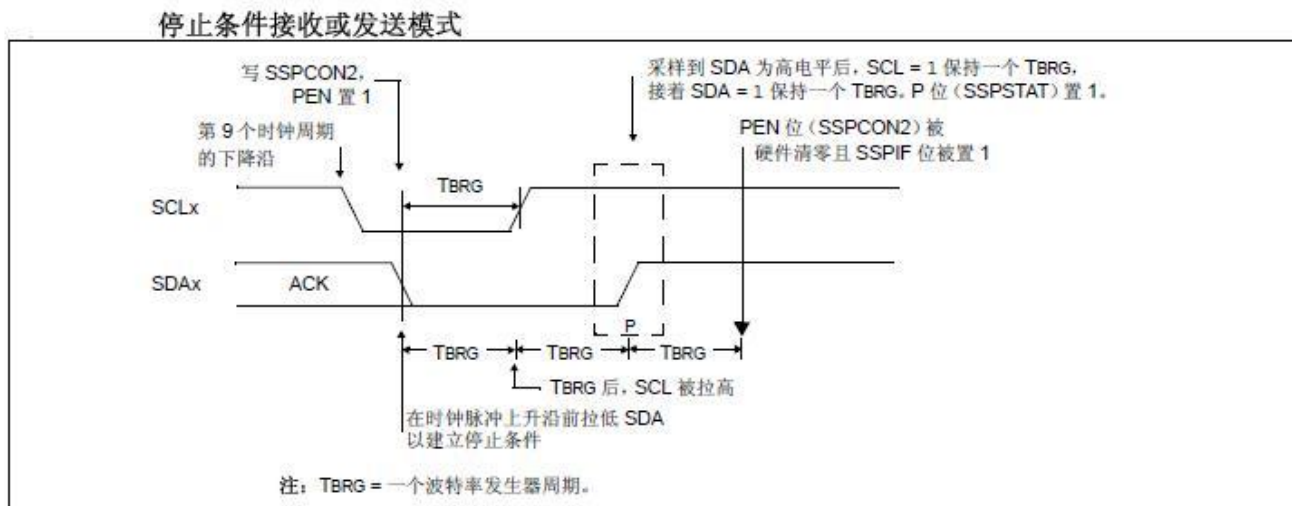 停止条件接收或发送模式
写 SSPCON2，
PEN 置 1
采样到 SDA 为高电平后，SCL = 1 保持一个 TBRG，
接着 SDA = 1 保持一个 TBRG。P 位（SSPSTAT）置 1。
第 9 个时钟周期
的下降沿
PEN 位（SSPCON2）被
硬件清零且 SSPIF 位被置 1
TBRG
SCLx
SDAx
ACK
P
TBRG
TBRG
TBRG
TBRG 后，SCL 被拉高
在时钟脉冲上升沿前拉低 SDA
以建立停止条件
注：TBRG = 一个波特率发生器周期。